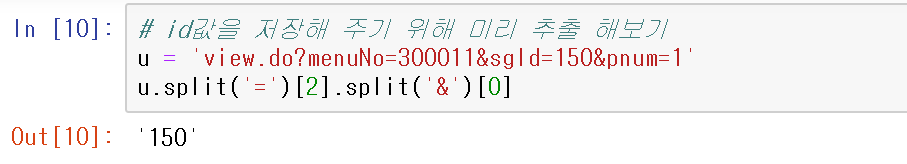 In [10]: # id값을 저장해 주기 위해 미리 추출 해보기
u = 'view.do?menuNo=300011&sgId=150&pnum=1'
u.split('=')[2].split('&')[0]
Out[10]: '150'